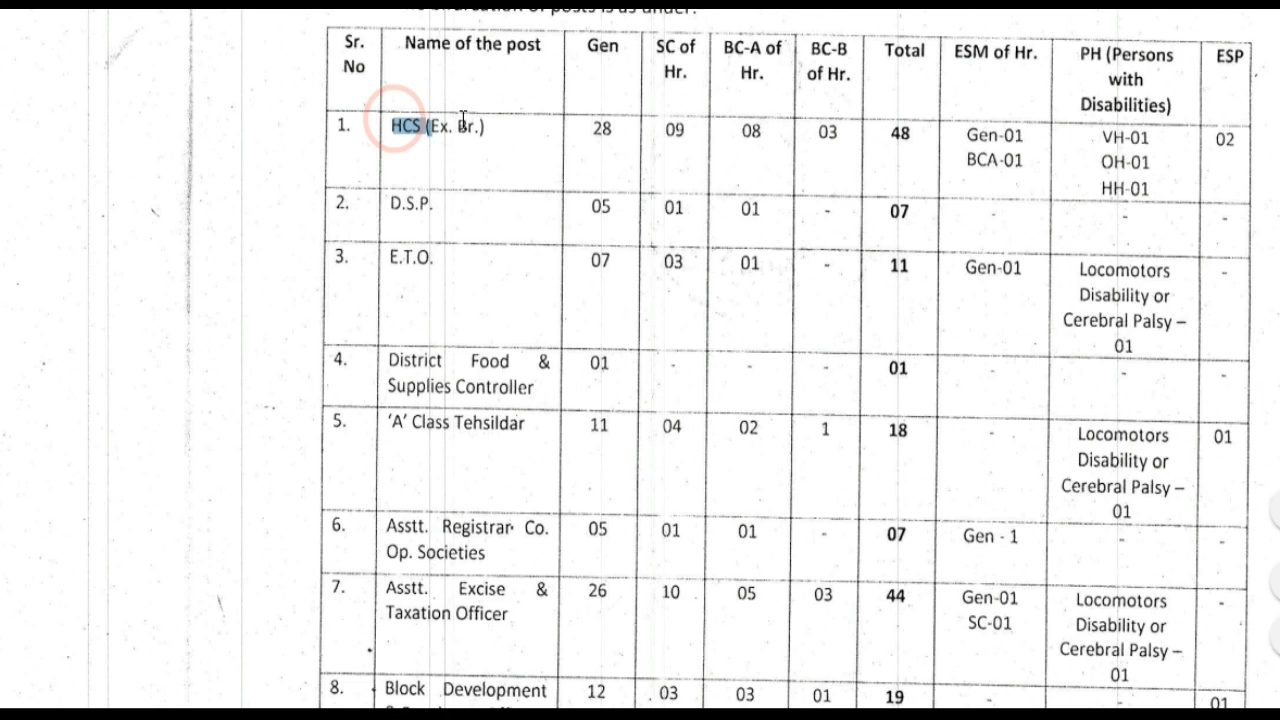 bifurcation of posts is as under:
Sr. No | Name of the post | Gen | SC of Hr. | BC-A of Hr. | BC-B of Hr. | Total | ESM of Hr. | PH (Persons with Disabilities) | ESP
1. | HCS (Ex. Br.) | 28 | 09 | 08 | 03 | 48 | Gen-01 BCA-01 | VH-01 OH-01 HH-01 | 02
2. | D.S.P. | 05 | 01 | 01 | - | 07 | - | - | -
3. | E.T.O. | 07 | 03 | 01 | - | 11 | Gen-01 | Locomotors Disability or Cerebral Palsy – 01 | -
4. | District Food & Supplies Controller | 01 | - | - | - | 01 | - | - | -
5. | ‘A’ Class Tehsildar | 11 | 04 | 02 | 1 | 18 | - | Locomotors Disability or Cerebral Palsy – 01 | 01
6. | Asstt. Registrar Co. Op. Societies | 05 | 01 | 01 | - | 07 | Gen - 1 | - | -
7. | Asstt. Excise & Taxation Officer | 26 | 10 | 05 | 03 | 44 | Gen-01 SC-01 | Locomotors Disability or Cerebral Palsy – 01 | -
8. | Block Development | 12 | 03 | 03 | 01 | 19 | - | - | 01